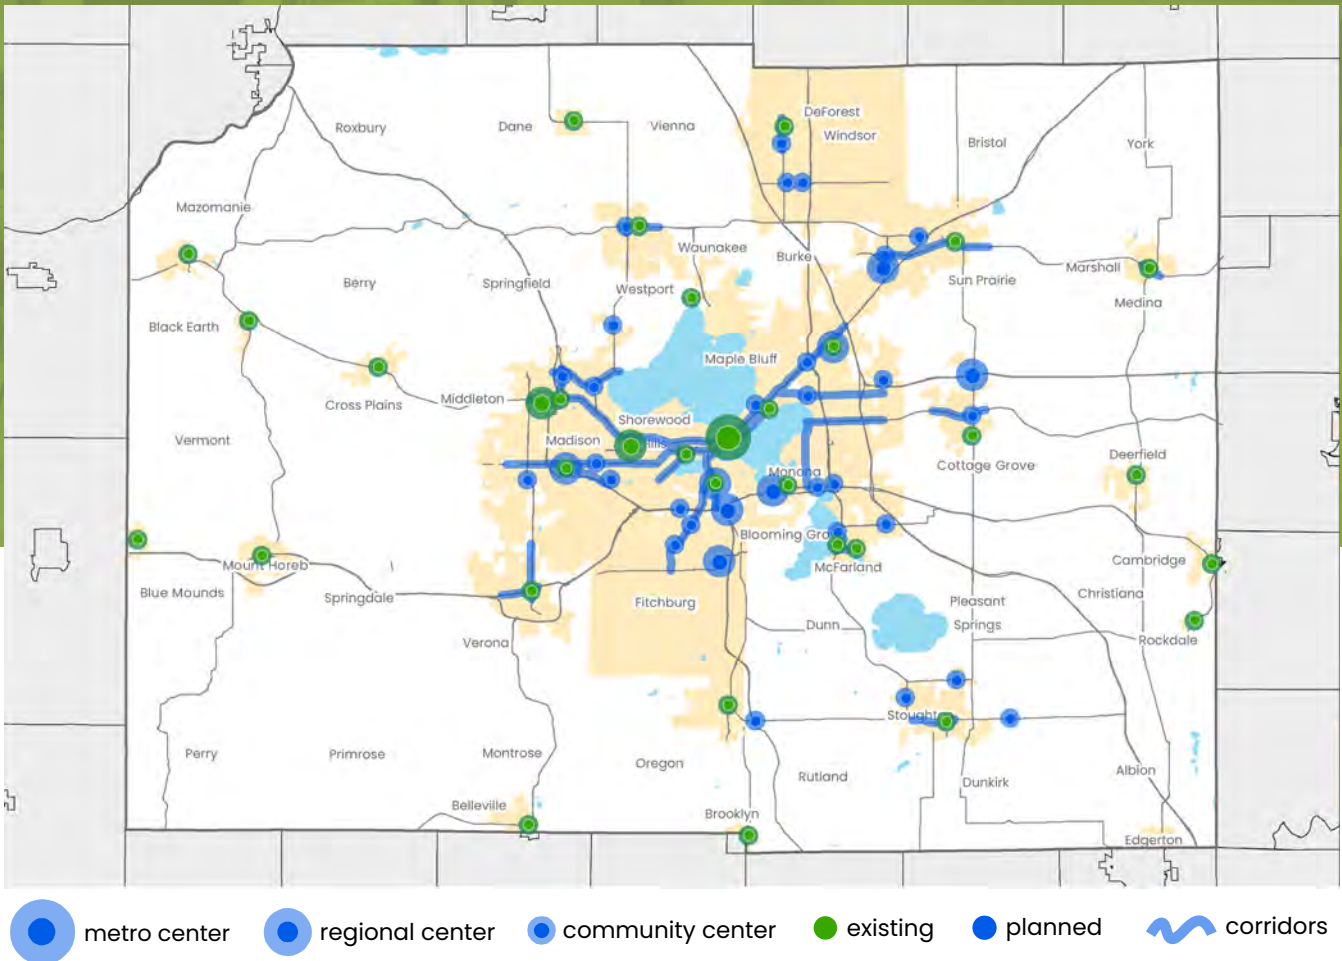 DeForest
Roxbury
Dane
Vienna
Windsor
Bristol
York
Mazomanie
Waunakee
Burke
Marshall
Berry
Springfield
Westport
Sun Prairie
Medina
Black Earth
Maple Bluff
Cross Plains
Middleton
Shorewood
Hills
Vermont
Madison
Deerfield
Cottage Grove
Monona
Blooming Gro
Mount Horeb
McFarland
Cambridge
Blue Mounds
Springdale
Fitchburg
Pleasant
Springs
Christiana
Dunn
Rockdale
Verona
Stought
Perry
Primrose
Montrose
Oregon
Rutland
Dunkirk
Albion
Belleville
Brooklyn
Edgerton
metro center
regional center
community center
existing
planned
corridors